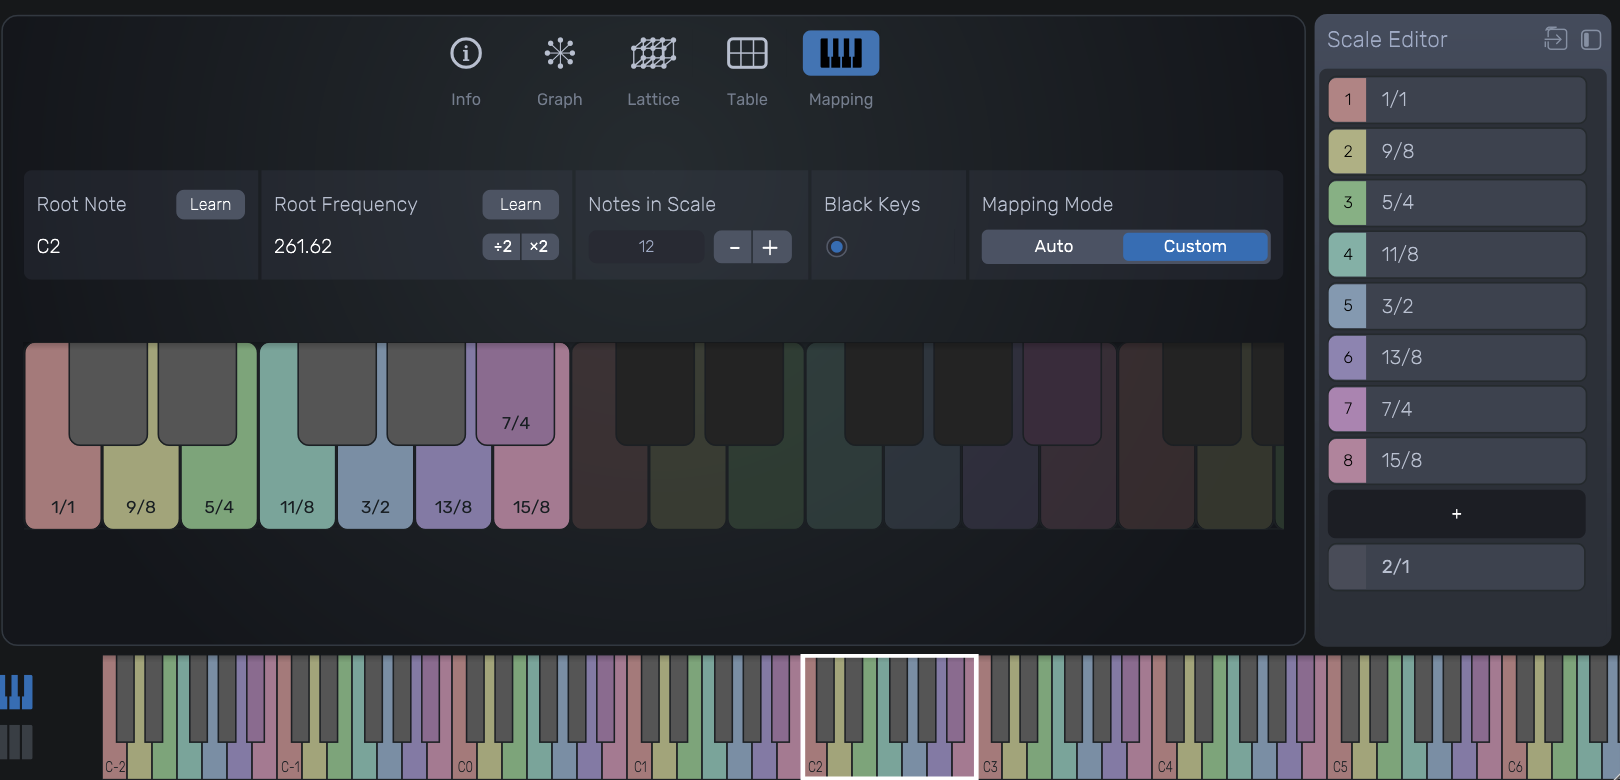 Info
Graph
Lattice
Table
Mapping
Root Note
Learn
C2
Root Frequency
Learn
261.62
÷2
×2
Notes in Scale
12
-
+
Black Keys
Mapping Mode
Auto
Custom
1/1
9/8
5/4
11/8
3/2
13/8
7/4
15/8
Scale Editor
1 1/1
2 9/8
3 5/4
4 11/8
5 3/2
6 13/8
7 7/4
8 15/8
+
2/1
C-2
C-1
C0
C1
C2
C3
C4
C5
C6